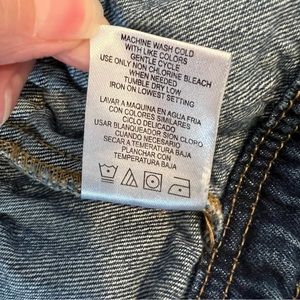 MACHINE WASH COLD
WITH LIKE COLORS
GENTLE CYCLE
USE ONLY NON CHLORINE BLEACH
WHEN NEEDED
TUMBLE DRY LOW
IRON ON LOWEST SETTING
LAVAR A MAQUINA EN AGUA FRIA
CON COLORES SIMILARES
CICLO DELICADO
USAR BLANQUEADOR SIN CLORO
CUANDO NECESARIO
SECAR A TEMPERATURA BAJA
PLANCHAR CON
TEMPERATURA BAJA